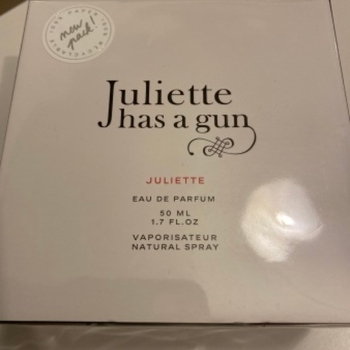 new
pack!
Juliette
has a gun
JULIETTE
EAU DE PARFUM
50 ML
1.7 FL.OZ
VAPORISATEUR
NATURAL SPRAY